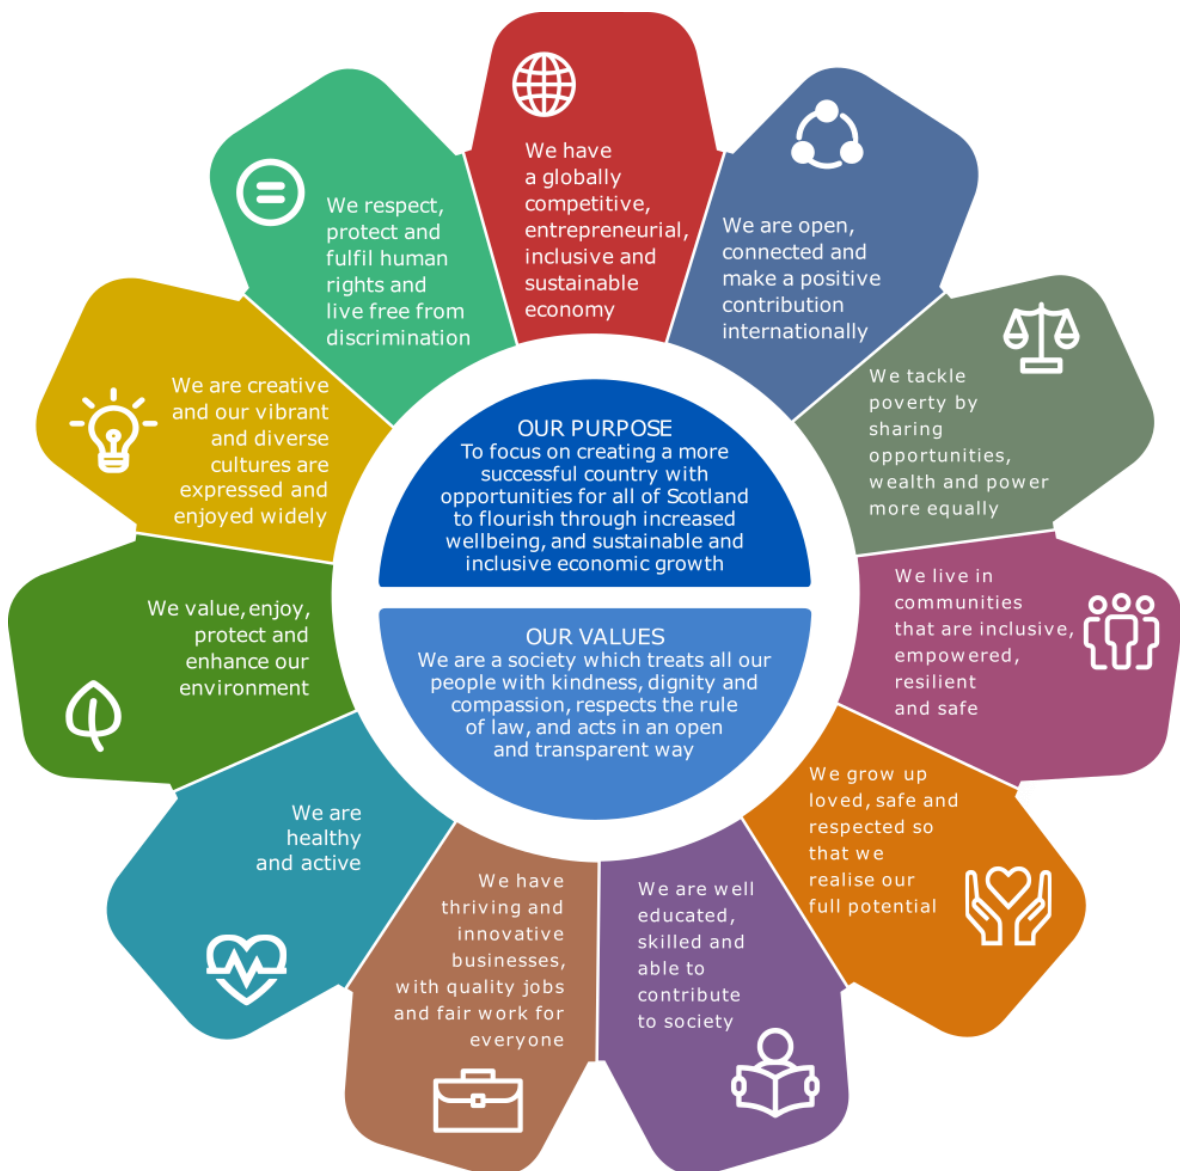 We have
a globally
competitive,
entrepreneurial,
inclusive and
sustainable
economy
We are open,
connected and
make a positive
contribution
internationally
We tackle
poverty by
sharing
opportunities,
wealth and power
more equally
We live in
communities
that are inclusive,
empowered,
resilient
and safe
We grow up
loved, safe and
respected so
that we
realise our
full potential
We are well
educated,
skilled and
able to
contribute
to society
We have
thriving and
innovative
businesses,
with quality jobs
and fair work for
everyone
We are
healthy
and active
We value, enjoy,
protect and
enhance our
environment
We are creative
and our vibrant
and diverse
cultures are
expressed and
enjoyed widely
We respect,
protect and
fulfil human
rights and
live free from
discrimination
OUR PURPOSE
To focus on creating a more
successful country with
opportunities for all of Scotland
to flourish through increased
wellbeing, and sustainable and
inclusive economic growth
OUR VALUES
We are a society which treats all our
people with kindness, dignity and
compassion, respects the rule
of law, and acts in an open
and transparent way